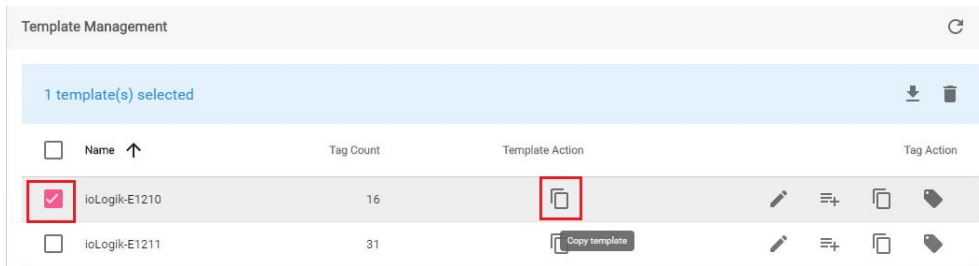 Template Management
1 template(s) selected
Name Tag Count Template Action Tag Action
ioLogik-E1210 16
ioLogik-E1211 31 Copy template